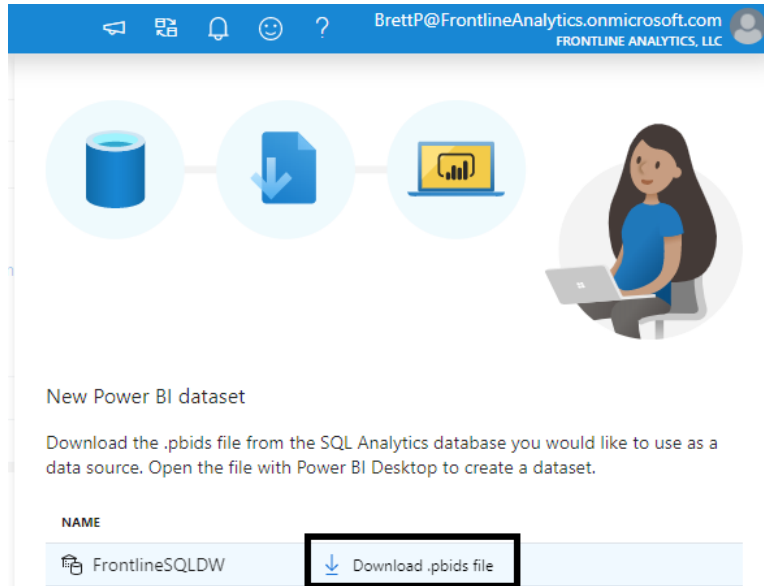 BrettP@FrontlineAnalytics.onmicrosoft.com
FRONTLINE ANALYTICS, LLC
New Power BI dataset
Download the .pbids file from the SQL Analytics database you would like to use as a
data source. Open the file with Power BI Desktop to create a dataset.
NAME
FrontlineSQLDW Download .pbids file